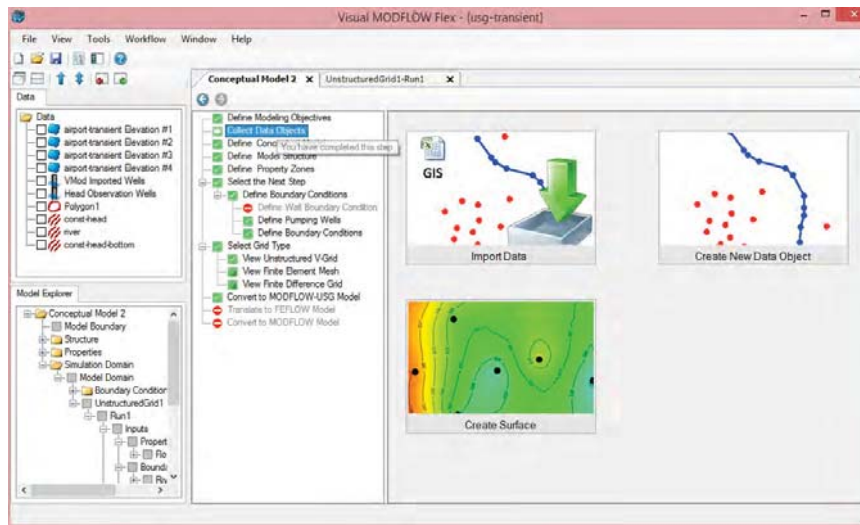 Visual MODFLOW Flex - (usg-transient)
File View Tools Workflow Window Help
Data
Data
airport-transient Elevation #1
airport-transient Elevation #2
airport-transient Elevation #3
airport-transient Elevation #4
VMod Imported Wells
Head Observation Wells
Polygon1
const-head
river
const-head-bottom
Model Explorer
Conceptual Model 2
Model Boundary
Structure
Properties
Simulation Domain
Model Domain
Boundary Condition
UnstructuredGrid1
Run1
Inputs
Propert
Bound
Conceptual Model 2 X UnstructuredGrid1-Run1 X
Define Modeling Objectives
Collect Data Objects
Define
You have completed this step
Define Model Structure
Define Property Zones
Select the Next Step
Define Boundary Conditions
Define Wall Boundary Condition
Define Pumping Wells
Define Boundary Conditions
Select Grid Type
View Unstructured V-Grid
View Finite Element Mesh
View Finite Difference Grid
Convert to MODFLOW-USG Model
Translate to FEFLOW Model
Convert to MODFLOW Model
GIS
Import Data
Create New Data Object
Create Surface